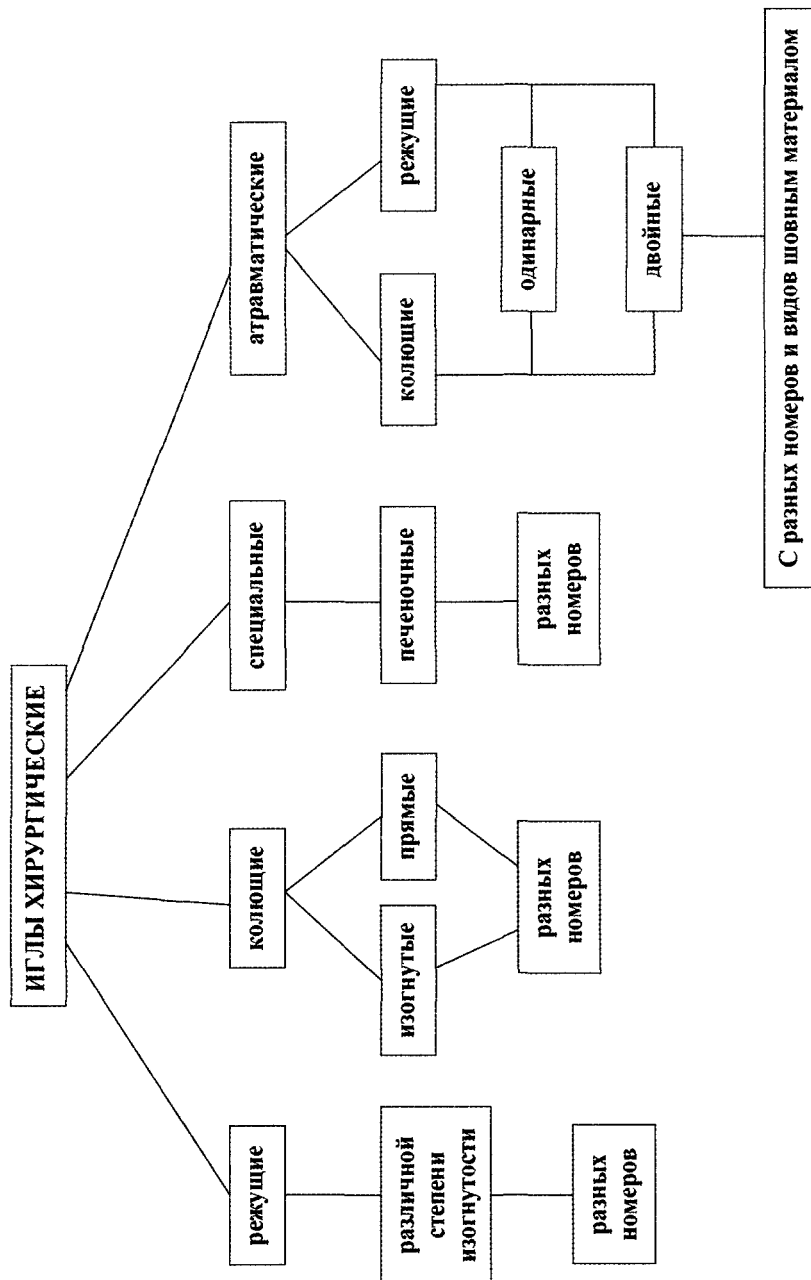 ИГЛЫ ХИРУРГИЧЕСКИЕ
режущие
колющие
специальные
атравматические
различной
степени
изогнутости
изогнутые
прямые
печеночные
колющие
режущие
разных
номеров
разных
номеров
разных
номеров
одинарные
двойные
С разных номеров и видов шовным материалом